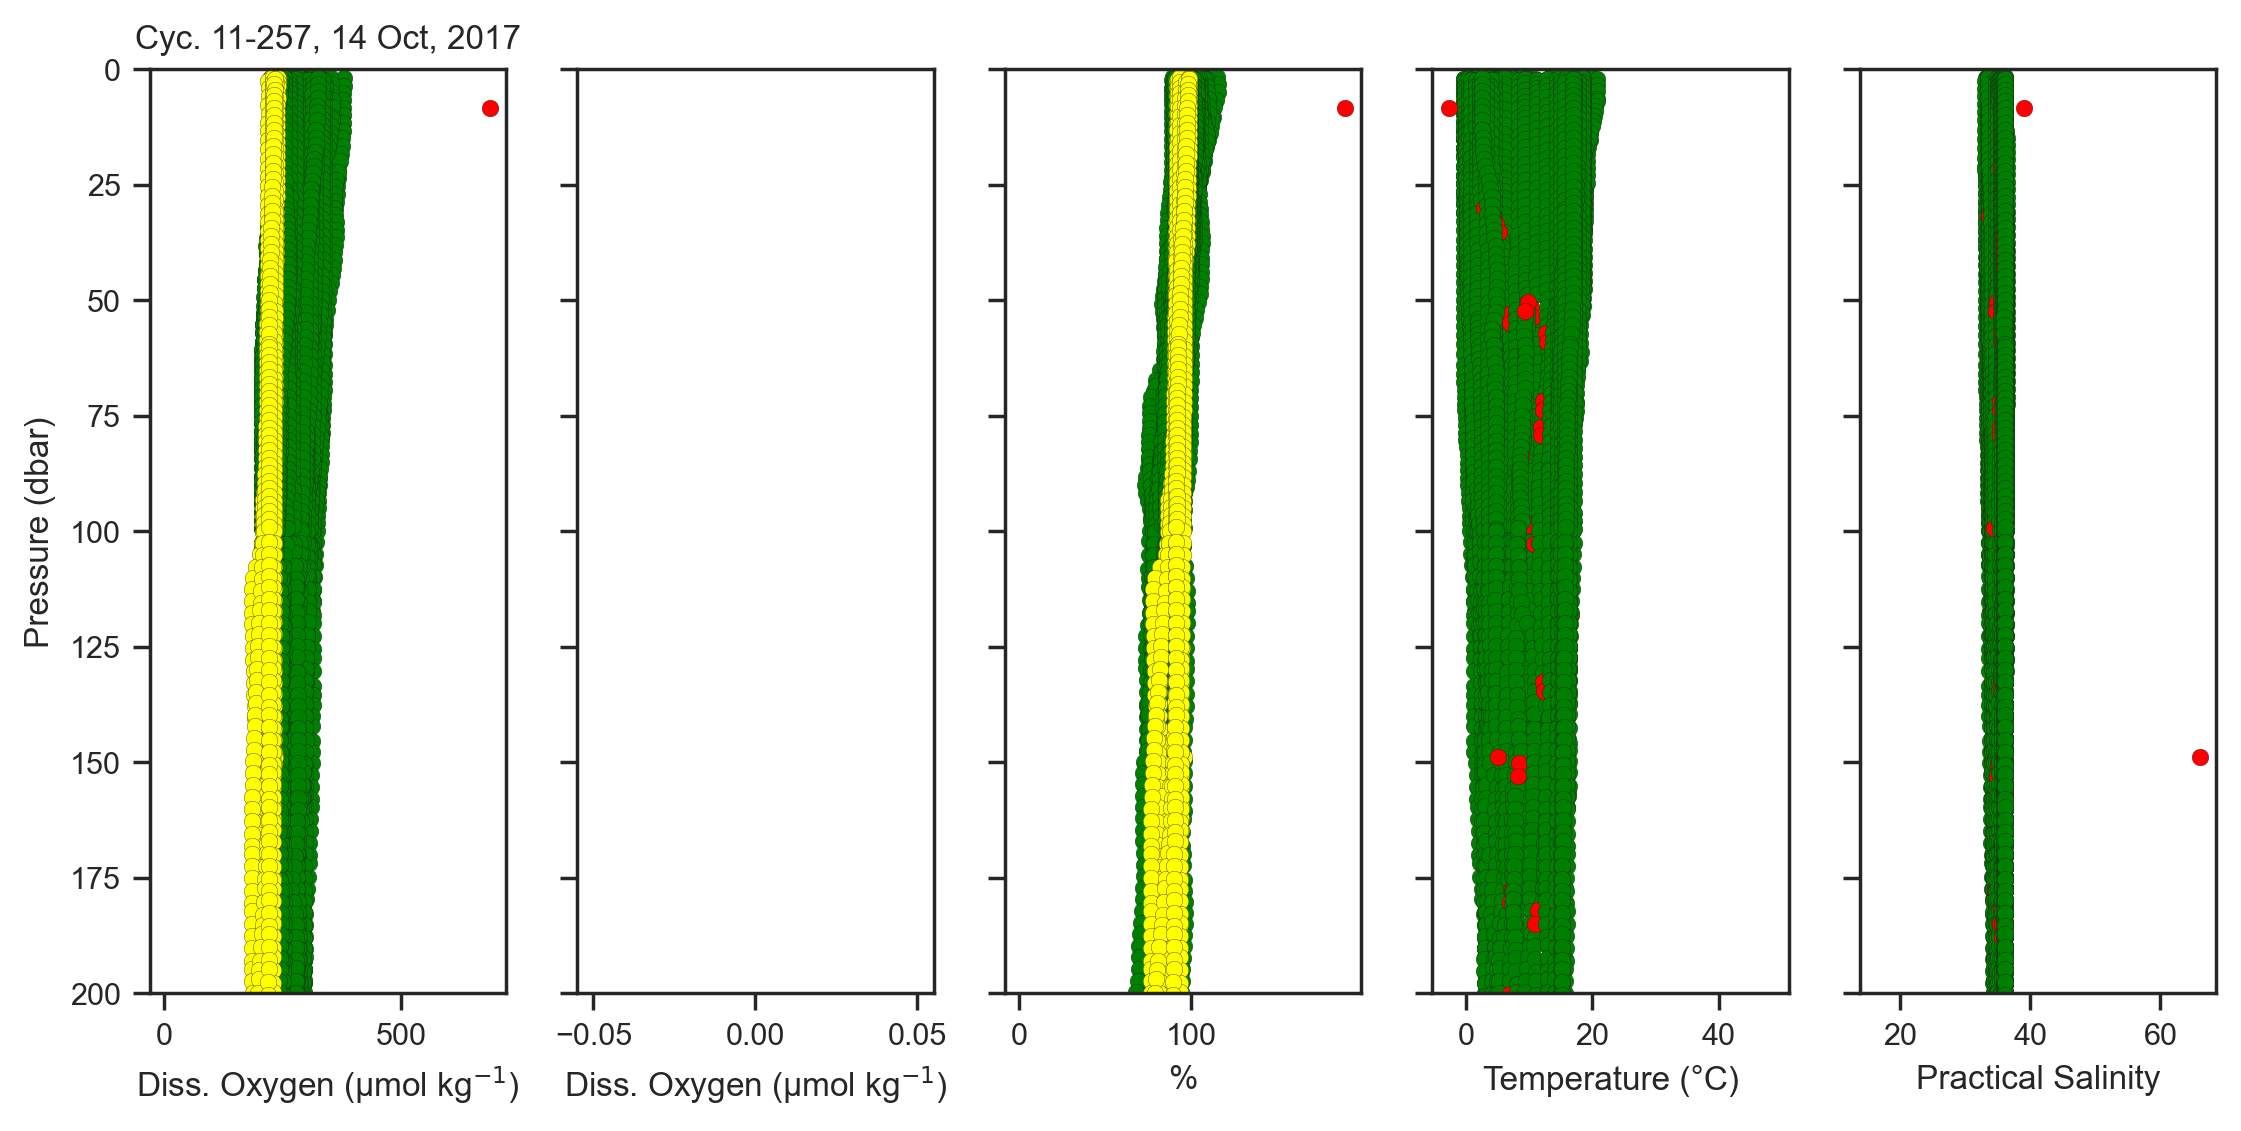 Cyc. 11-257, 14 Oct, 2017
Pressure (dbar)
0
25
50
75
100
125
150
175
200
0 500
−0.05 0.00 0.05
0 100
0 20 40
20 40 60
Diss. Oxygen (µmol kg⁻¹)
Diss. Oxygen (µmol kg⁻¹)
%
Temperature (°C)
Practical Salinity